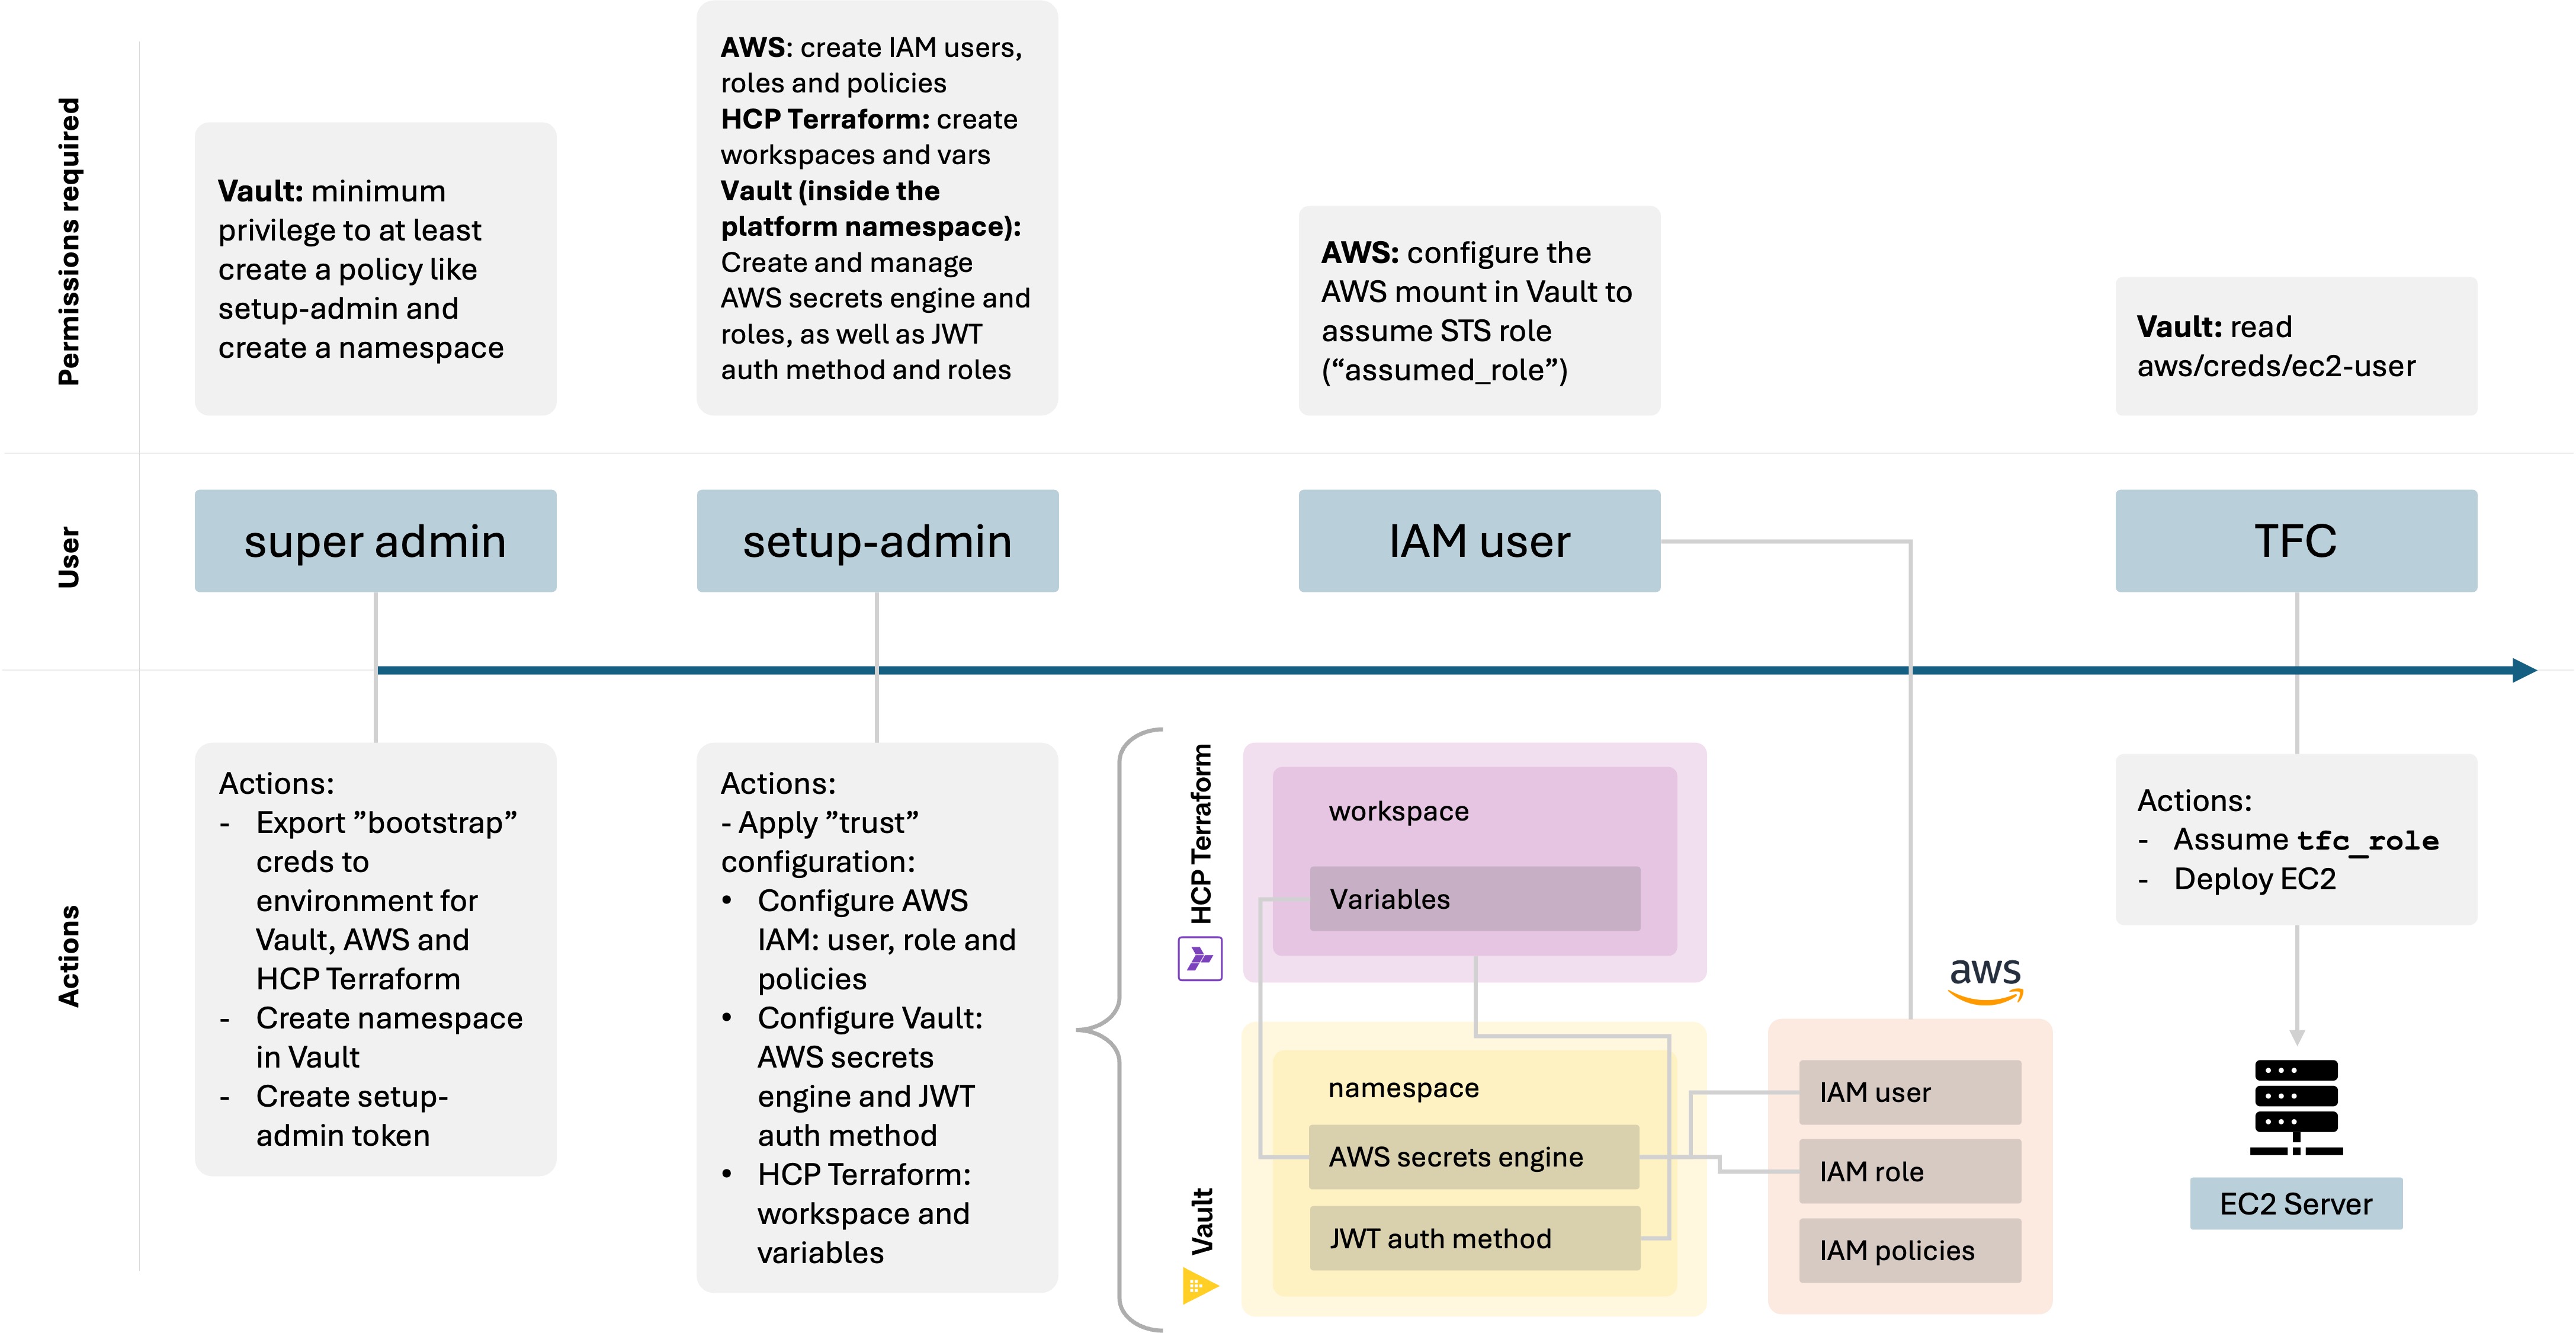 Permissions required
Vault: minimum
privilege to at least
create a policy like
setup-admin and
create a namespace
AWS: create IAM users,
roles and policies
HCP Terraform: create
workspaces and vars
Vault (inside the
platform namespace):
Create and manage
AWS secrets engine and
roles, as well as JWT
auth method and roles
AWS: configure the
AWS mount in Vault to
assume STS role
(“assumed_role”)
Vault: read
aws/creds/ec2-user
User
super admin
setup-admin
IAM user
TFC
Actions
Actions:
- Export ”bootstrap”
creds to
environment for
Vault, AWS and
HCP Terraform
- Create namespace
in Vault
- Create setup-
admin token
Actions:
- Apply ”trust”
configuration:
• Configure AWS
IAM: user, role and
policies
• Configure Vault:
AWS secrets
engine and JWT
auth method
• HCP Terraform:
workspace and
variables
HCP Terraform
workspace
Variables
Vault
namespace
AWS secrets engine
JWT auth method
aws
IAM user
IAM role
IAM policies
Actions:
- Assume tfc_role
- Deploy EC2
EC2 Server